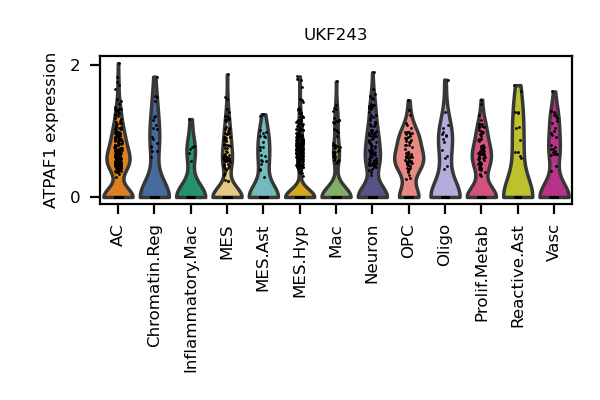 UKF243
ATPAF1 expression
2
0
AC
Chromatin.Reg
Inflammatory.Mac
MES
MES.Ast
MES.Hyp
Mac
Neuron
OPC
Oligo
Prolif.Metab
Reactive.Ast
Vasc